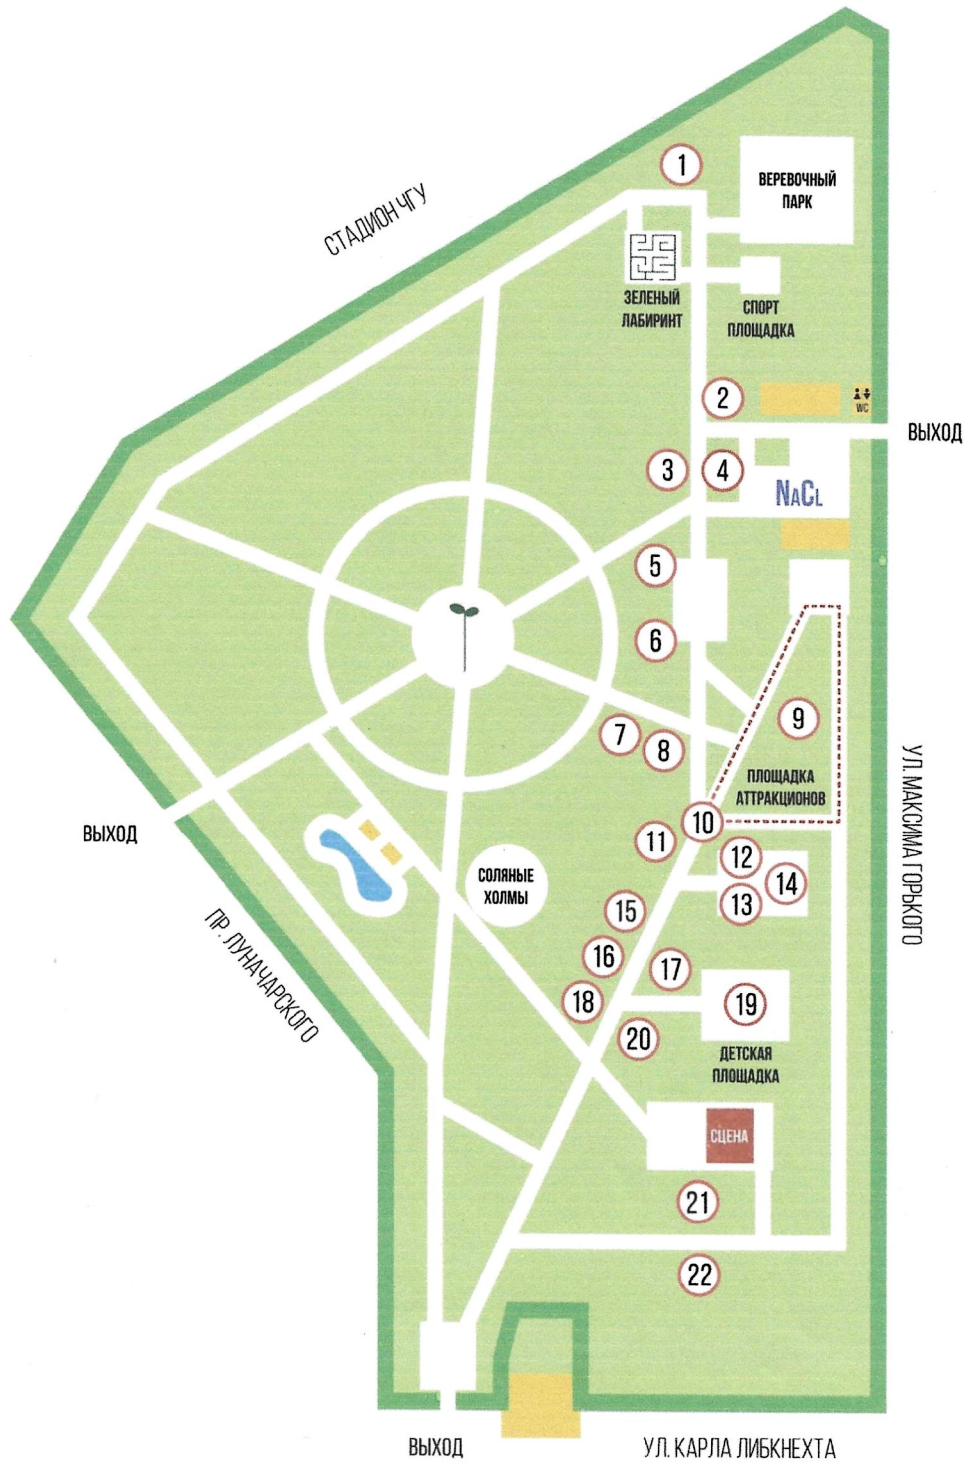 1
ВЕРЕВОЧНЫЙ
ПАРК
СТАДИОН ЧГУ
ЗЕЛЕНЫЙ
ЛАБИРИНТ
СПОРТ
ПЛОЩАДКА
2
WC
ВЫХОД
3
4
NaCl
5
6
7
8
9
ПЛОЩАДКА
АТТРАКЦИОНОВ
УЛ. МАКСИМА ГОРЬКОГО
10
11
12
13
14
ВЫХОД
СОЛЯНЫЕ
ХОЛМЫ
15
16
17
18
19
20
ДЕТСКАЯ
ПЛОЩАДКА
ПР. ЛУНАЧАРСКОГО
СЦЕНА
21
22
ВЫХОД
УЛ. КАРЛА ЛИБКНЕХТА